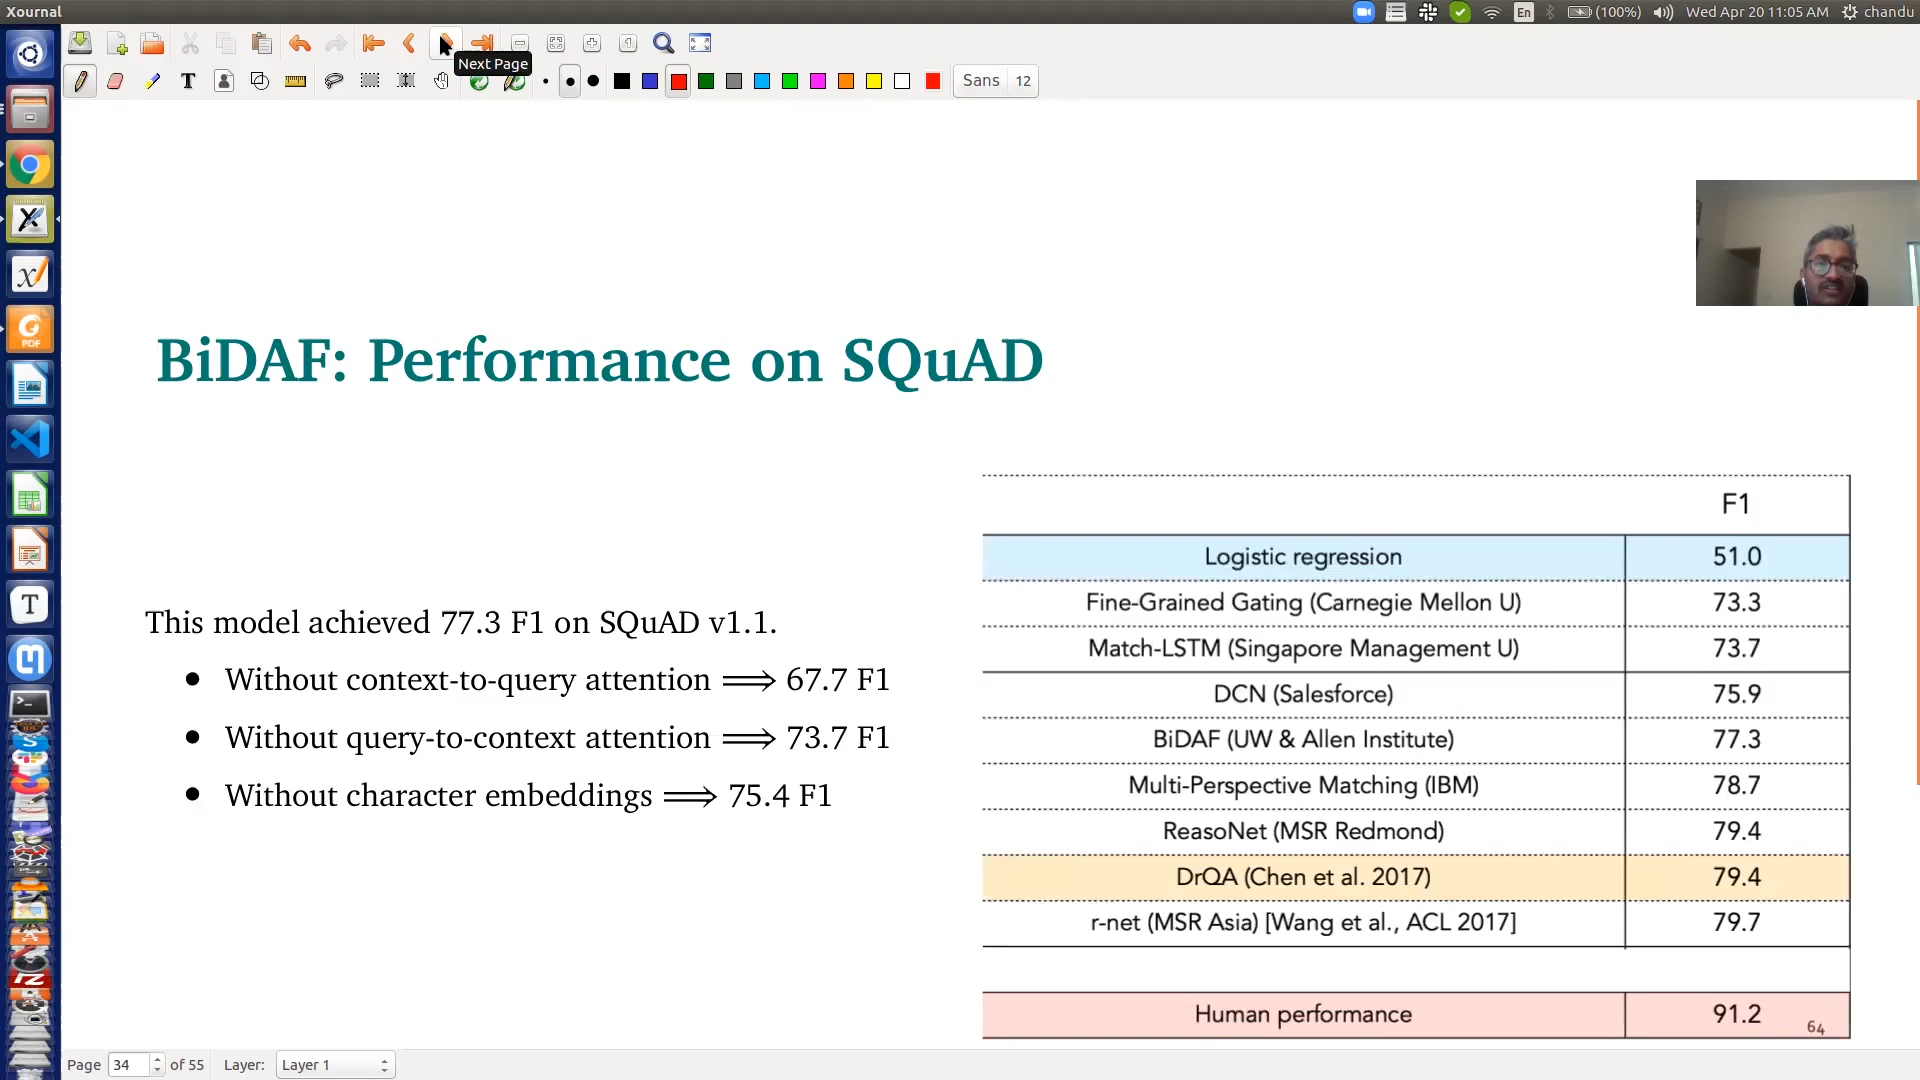 Xournal
En
(100%)
Wed Apr 20 11:05 AM
chandu
Next Page
T
Sans 12
BiDAF: Performance on SQuAD
This model achieved 77.3 F1 on SQuAD v1.1.
• Without context-to-query attention ⟹ 67.7 F1
• Without query-to-context attention ⟹ 73.7 F1
• Without character embeddings ⟹ 75.4 F1
F1
Logistic regression 51.0
Fine-Grained Gating (Carnegie Mellon U) 73.3
Match-LSTM (Singapore Management U) 73.7
DCN (Salesforce) 75.9
BiDAF (UW & Allen Institute) 77.3
Multi-Perspective Matching (IBM) 78.7
ReasoNet (MSR Redmond) 79.4
DrQA (Chen et al. 2017) 79.4
r-net (MSR Asia) [Wang et al., ACL 2017] 79.7
Human performance 91.2
64
PDF
T
Page 34 of 55 Layer: Layer 1